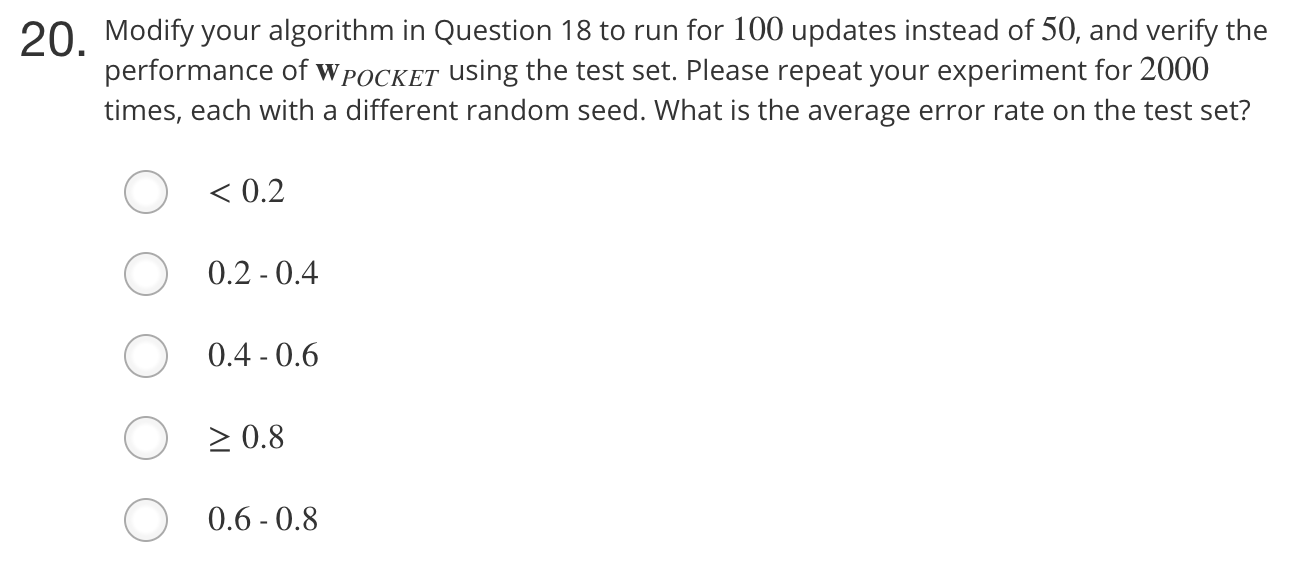 20. Modify your algorithm in Question 18 to run for 100 updates instead of 50, and verify the
performance of w_POCKET using the test set. Please repeat your experiment for 2000
times, each with a different random seed. What is the average error rate on the test set?
< 0.2
0.2 - 0.4
0.4 - 0.6
≥ 0.8
0.6 - 0.8